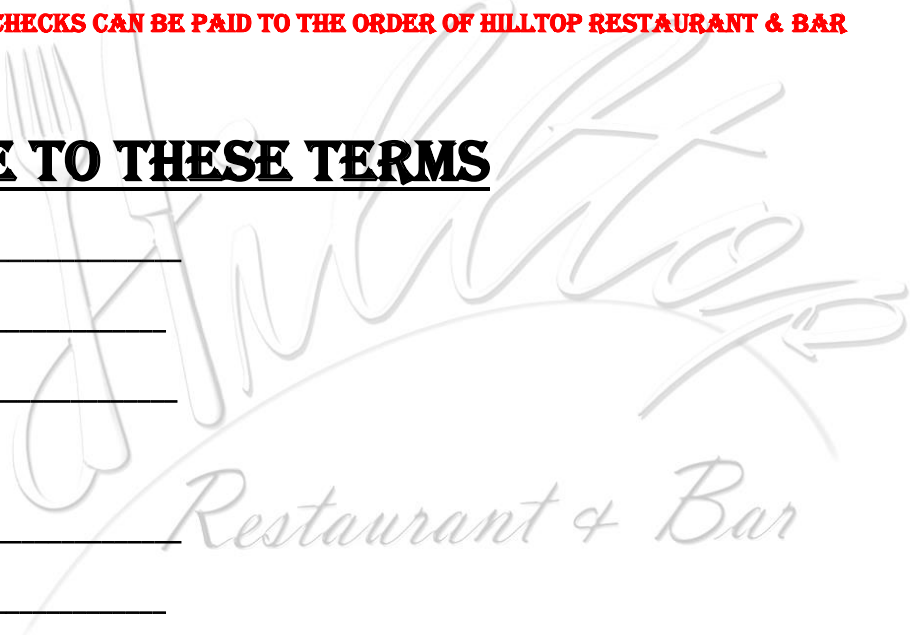 CHECKS CAN BE PAID TO THE ORDER OF HILLTOP RESTAURANT & BAR
E TO THESE TERMS
Hilltop
Restaurant & Bar